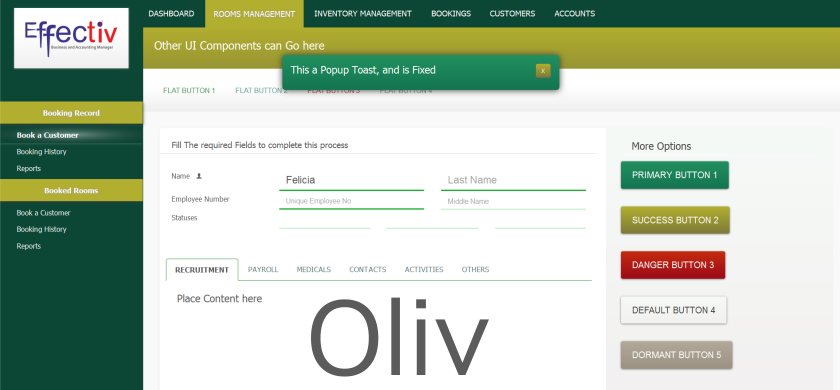 Effectiv
Business and Accounting Manager
DASHBOARD ROOMS MANAGEMENT INVENTORY MANAGEMENT BOOKINGS CUSTOMERS ACCOUNTS
Other UI Components can Go here
This a Popup Toast, and is Fixed x
FLAT BUTTON 1 FLAT BUTTON 2 FLAT BUTTON 3 FLAT BUTTON 4
Booking Record
Book a Customer
Booking History
Reports
Booked Rooms
Book a Customer
Booking History
Reports
Fill The required Fields to complete this process
Name Felicia Last Name
Employee Number Unique Employee No Middle Name
Statuses
RECRUITMENT PAYROLL MEDICALS CONTACTS ACTIVITIES OTHERS
Place Content here
Oliv
More Options
PRIMARY BUTTON 1
SUCCESS BUTTON 2
DANGER BUTTON 3
DEFAULT BUTTON 4
DORMANT BUTTON 5